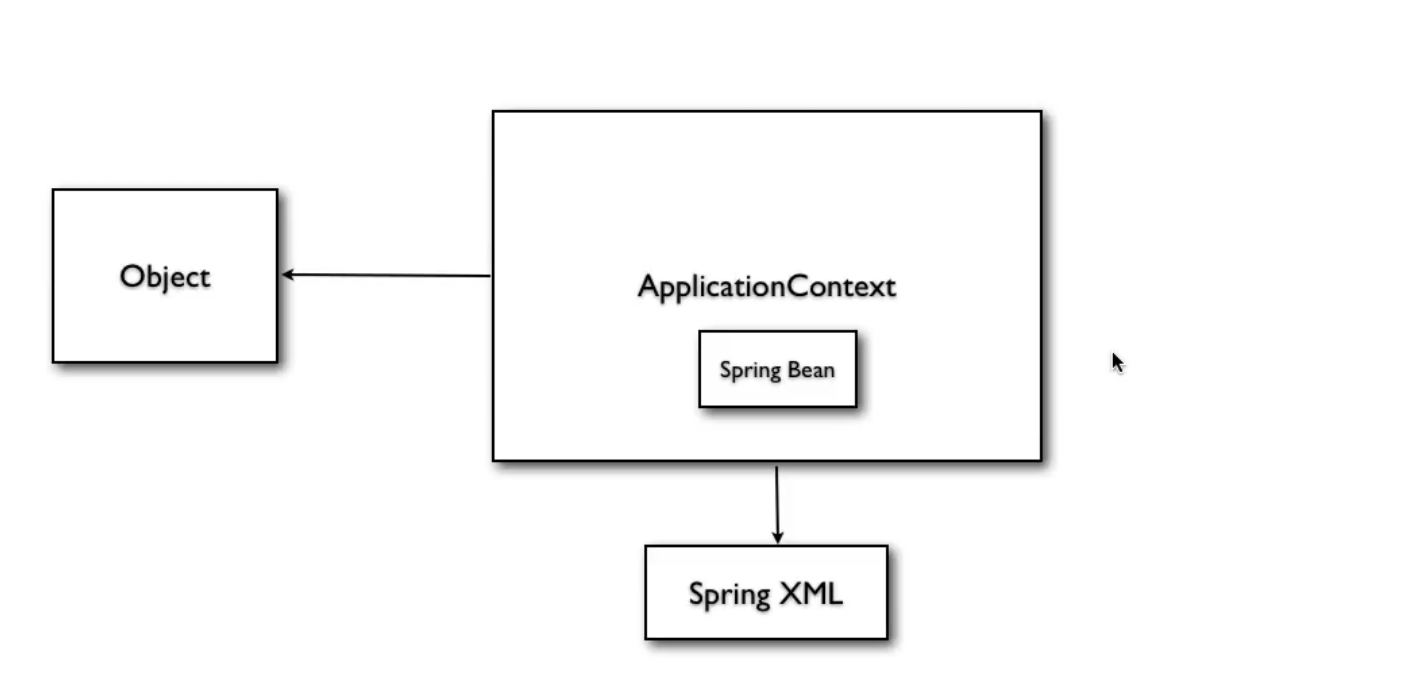 Object
ApplicationContext
Spring Bean
Spring XML